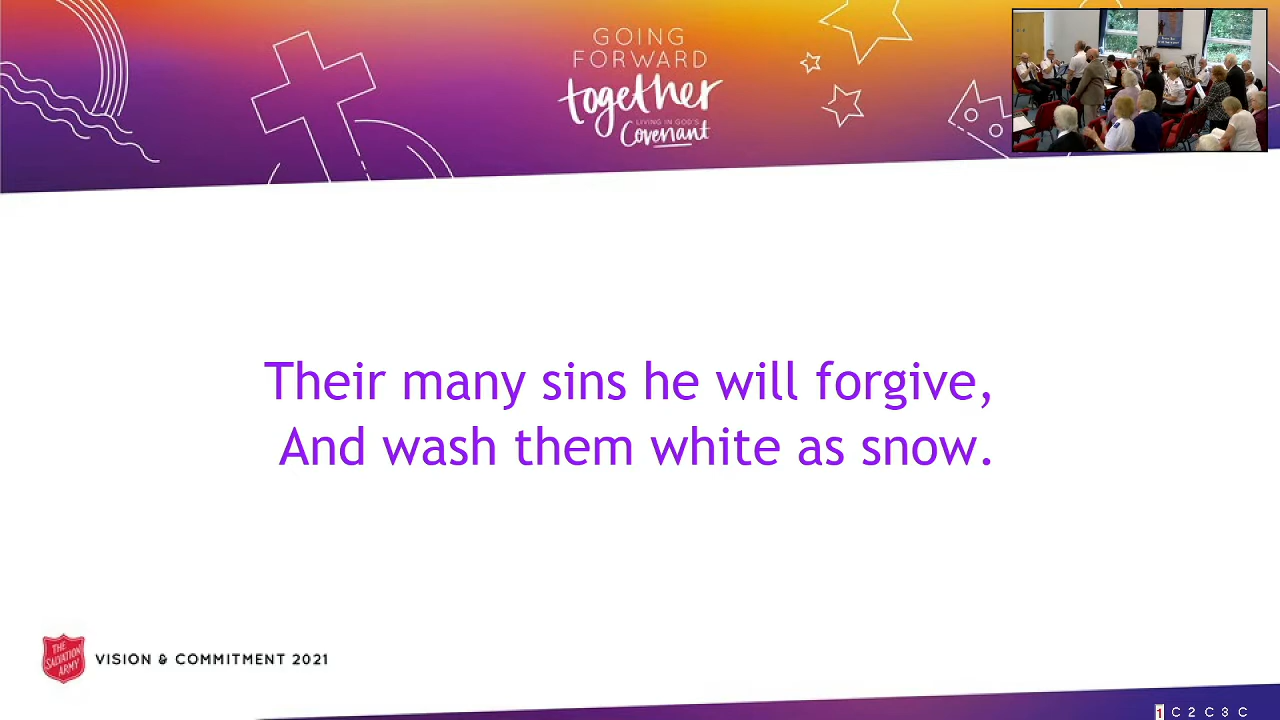 GOING
FORWARD
together
LIVING IN GOD'S
Covenant
Their many sins he will forgive,
And wash them white as snow.
THE
SALVATION
ARMY
VISION & COMMITMENT 2021
1 C 2 C 3 C